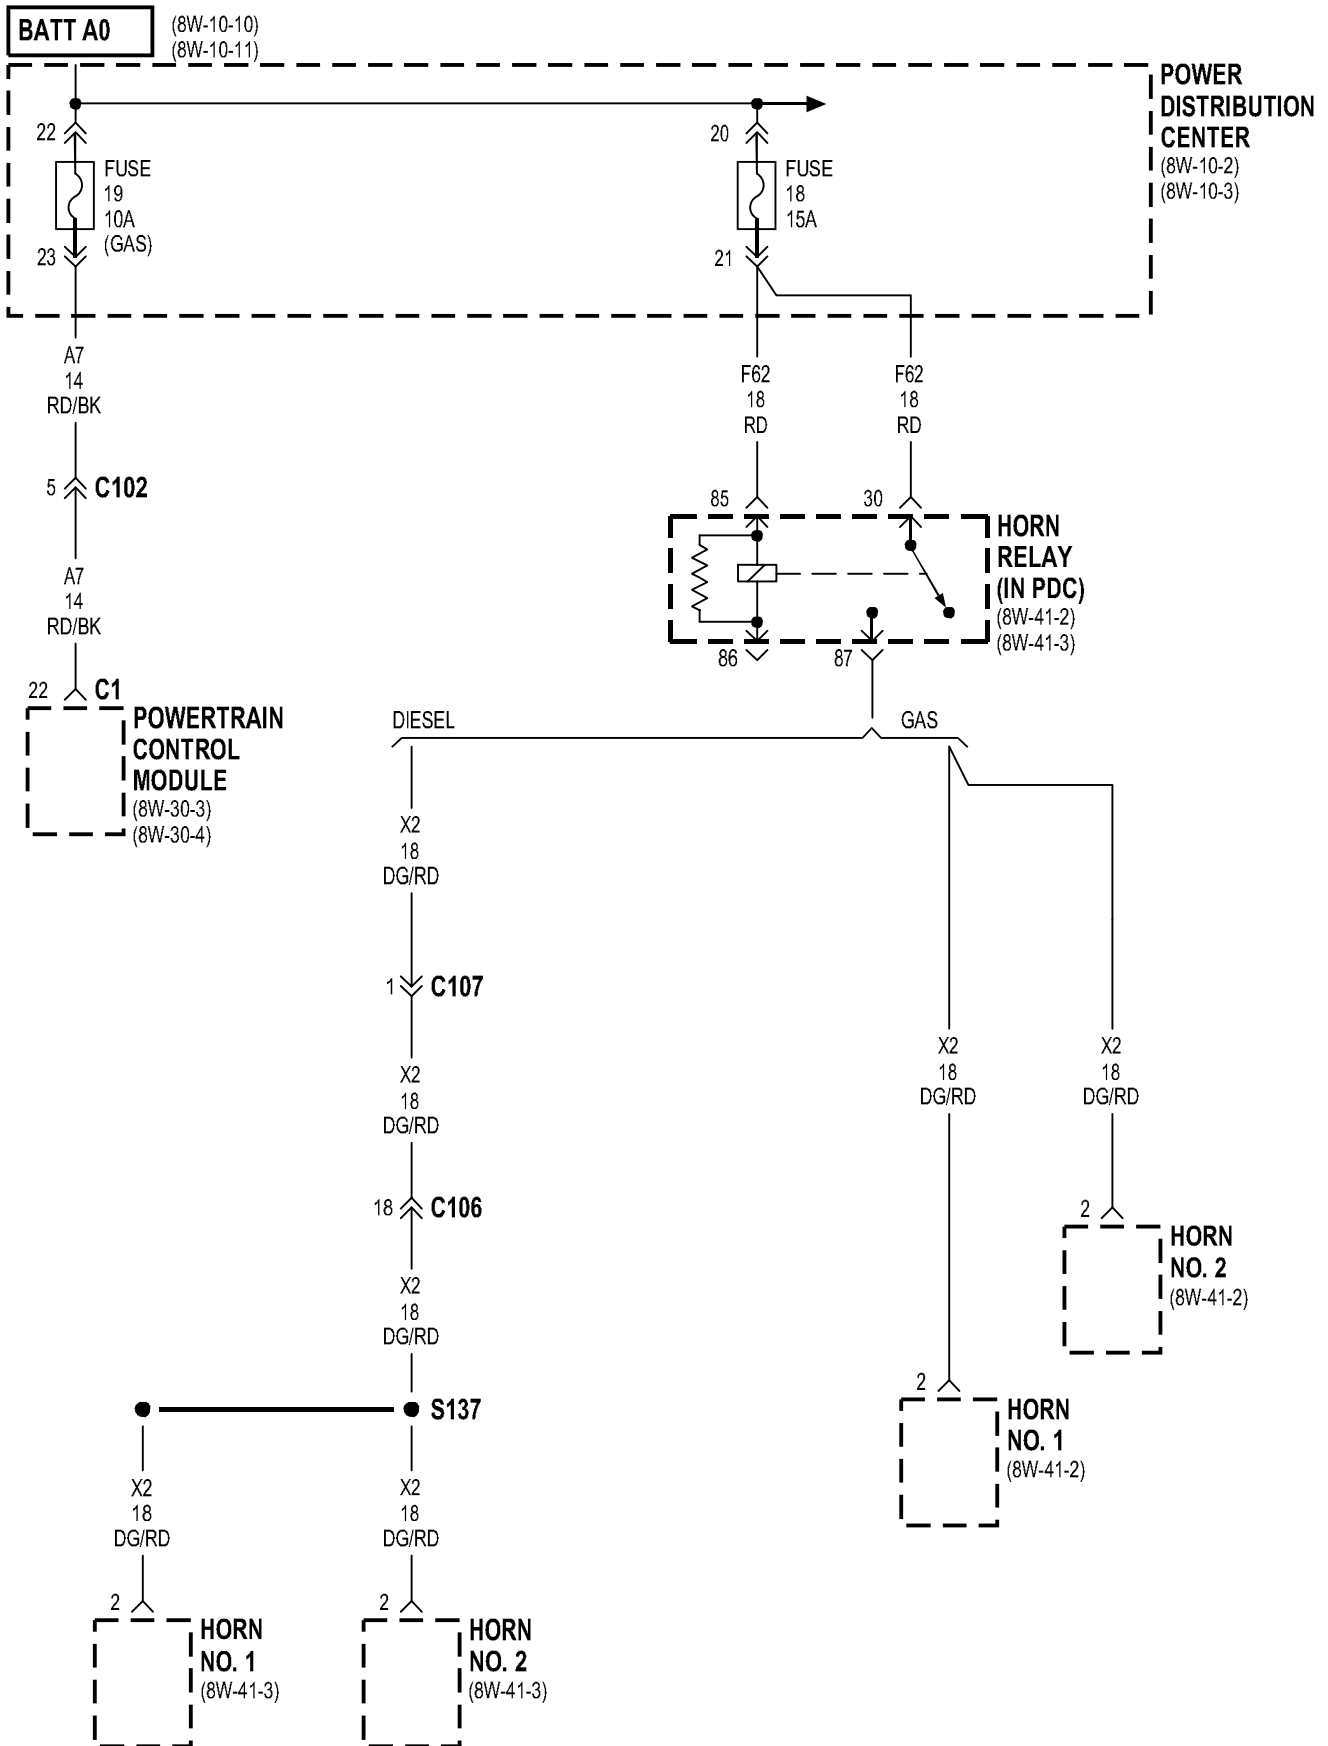 BATT A0
(8W-10-10)
(8W-10-11)
POWER
DISTRIBUTION
CENTER
(8W-10-2)
(8W-10-3)
22
FUSE
19
10A
(GAS)
23
20
FUSE
18
15A
21
A7
14
RD/BK
F62
18
RD
F62
18
RD
5
C102
85
30
HORN
RELAY
(IN PDC)
(8W-41-2)
(8W-41-3)
86
87
A7
14
RD/BK
22
C1
POWERTRAIN
CONTROL
MODULE
(8W-30-3)
(8W-30-4)
DIESEL
GAS
X2
18
DG/RD
1
C107
X2
18
DG/RD
X2
18
DG/RD
X2
18
DG/RD
18
C106
2
HORN
NO. 2
(8W-41-2)
X2
18
DG/RD
2
HORN
NO. 1
(8W-41-2)
S137
X2
18
DG/RD
X2
18
DG/RD
2
HORN
NO. 1
(8W-41-3)
2
HORN
NO. 2
(8W-41-3)